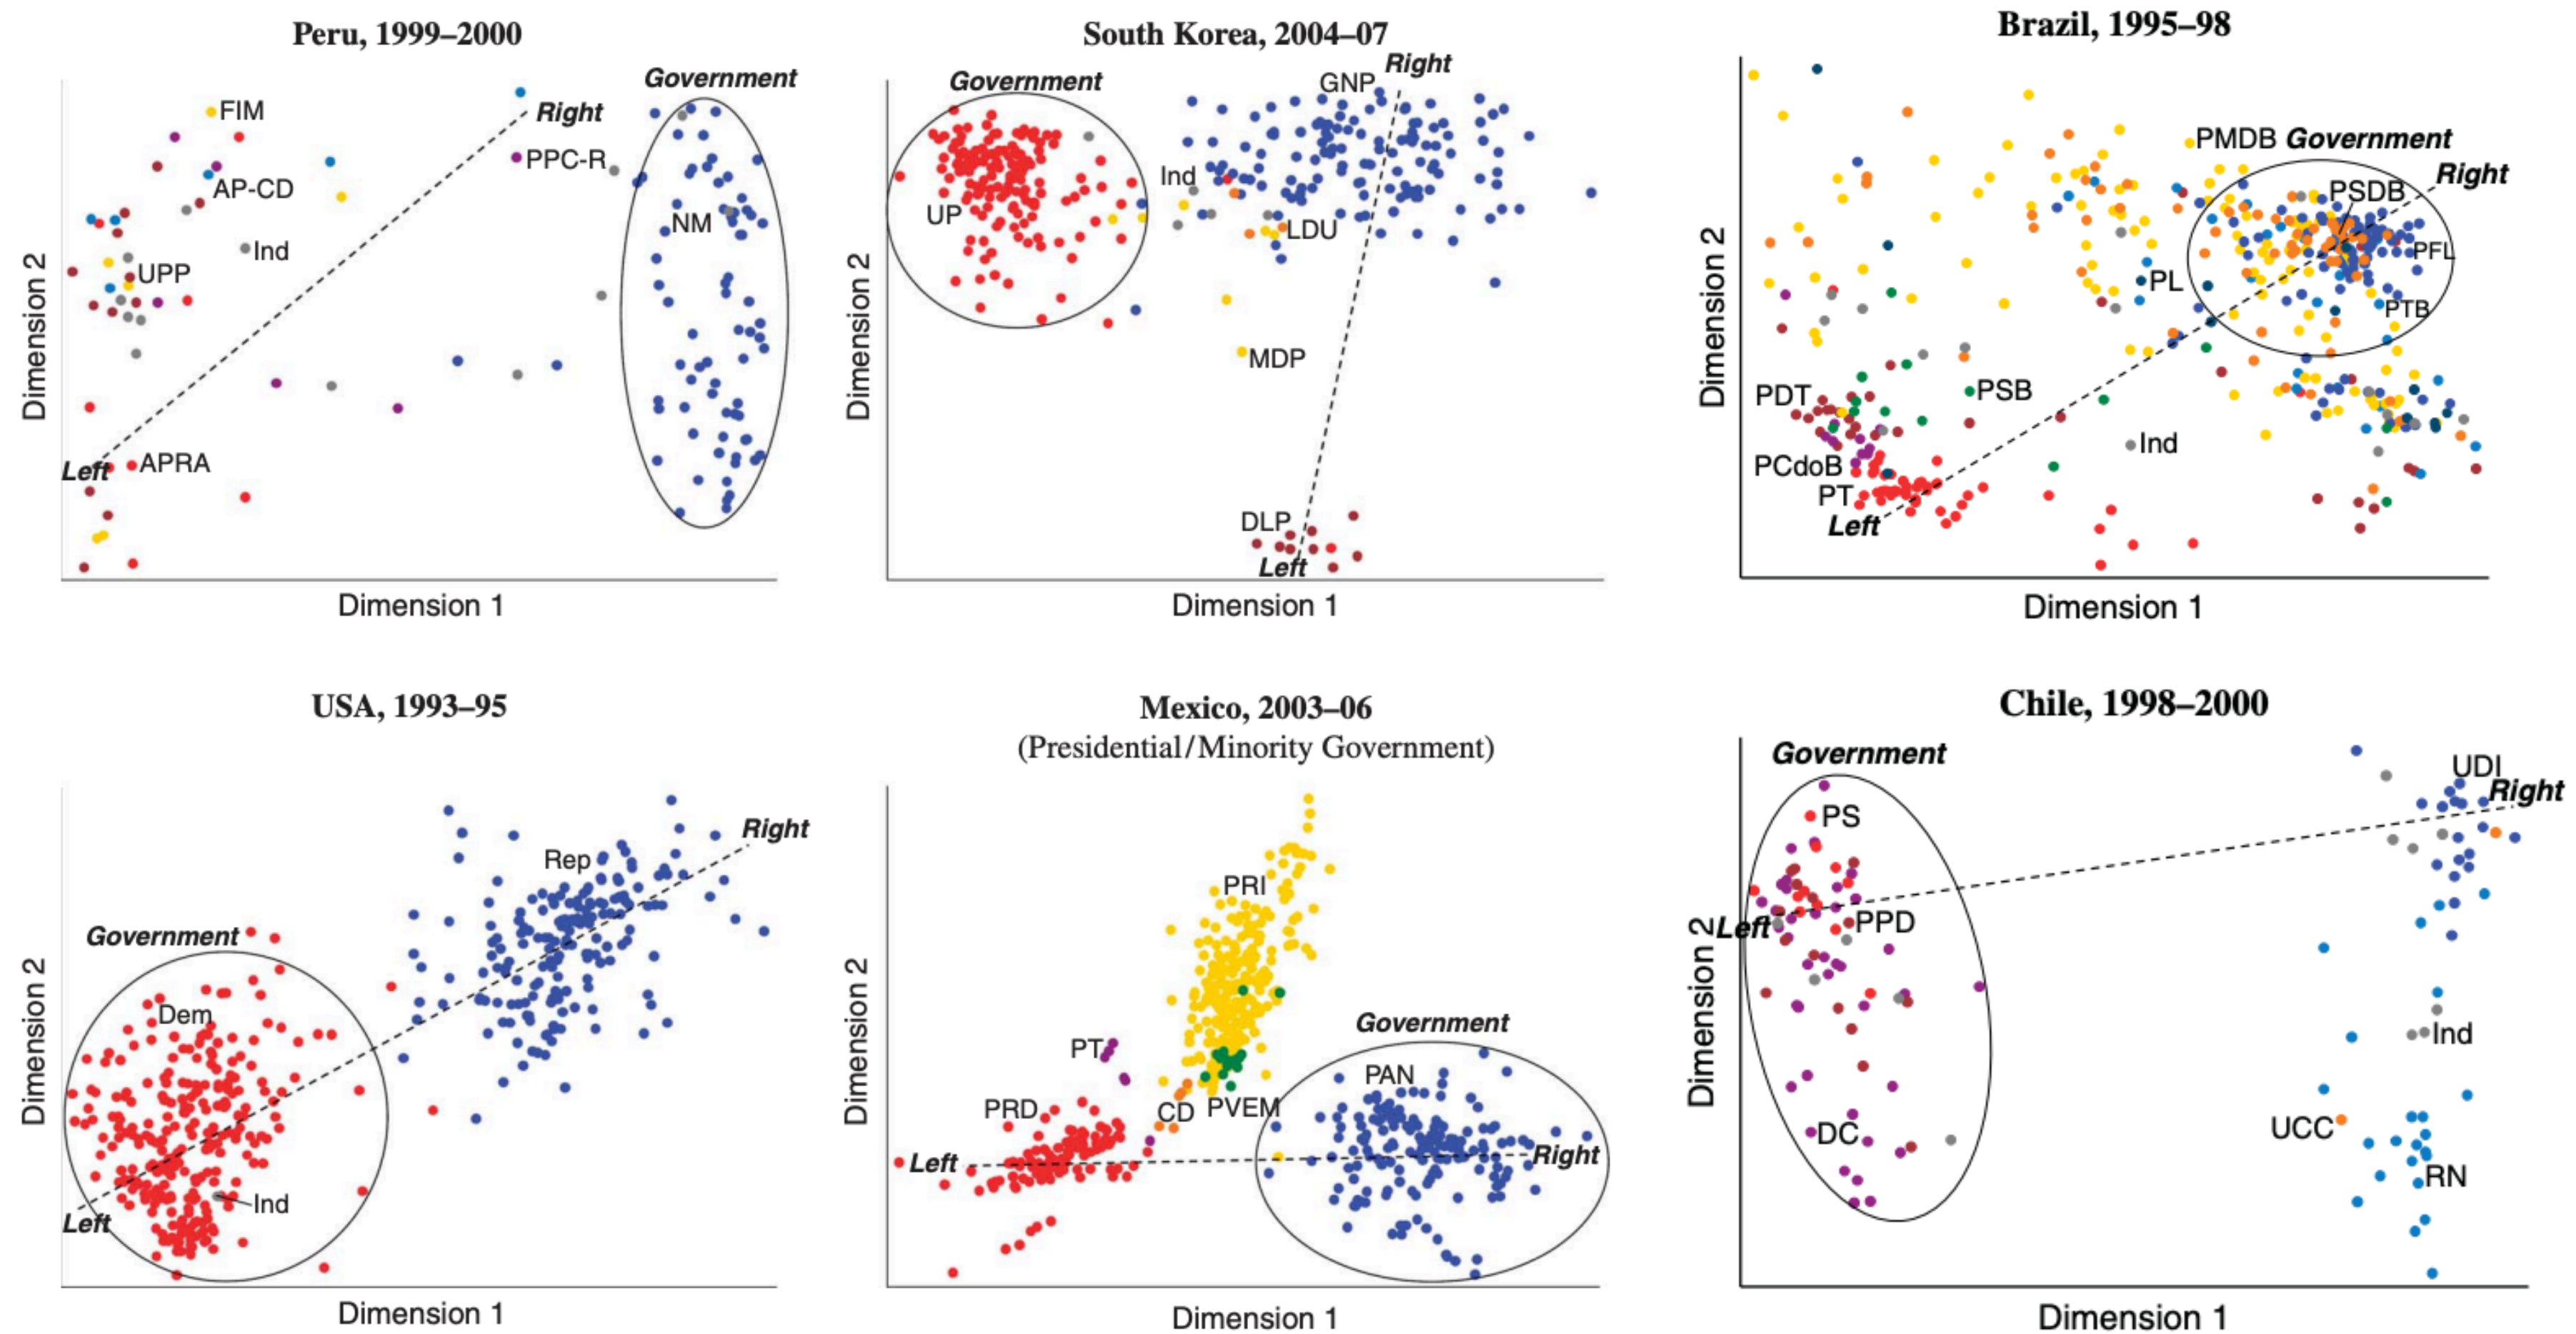 Peru, 1999–2000
Government
FIM
Right
PPC-R
AP-CD
NM
Ind
UPP
Left
APRA
Dimension 2
Dimension 1
South Korea, 2004–07
Right
Government
GNP
Ind
UP
LDU
MDP
DLP
Left
Dimension 2
Dimension 1
Brazil, 1995–98
PMDB Government
Right
PSDB
PFL
PL
PTB
PDT
PSB
Ind
PCdoB
PT
Left
Dimension 2
Dimension 1
USA, 1993–95
Right
Rep
Government
Dem
Ind
Left
Dimension 2
Dimension 1
Mexico, 2003–06
(Presidential/Minority Government)
PRI
Government
PT
PAN
PRD
CD
PVEM
Left
Right
Dimension 2
Dimension 1
Chile, 1998–2000
Government
UDI
Right
PS
Left
PPD
Ind
UCC
DC
RN
Dimension 2
Dimension 1